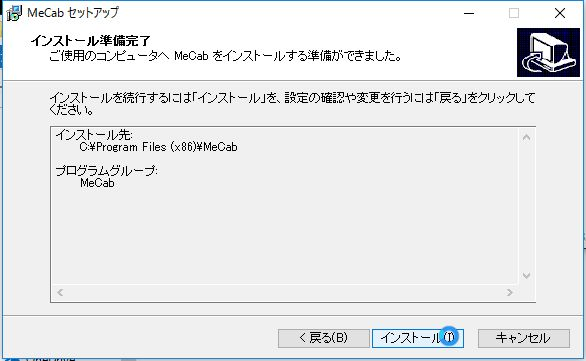 MeCab セットアップ
インストール準備完了
ご使用のコンピュータへ MeCab をインストールする準備ができました。
インストールを続行するには「インストール」を、設定の確認や変更を行うには「戻る」をクリックして
ください。
インストール先:
C:¥Program Files (x86)¥MeCab
プログラムグループ:
MeCab
< 戻る(B)
インストール(I)
キャンセル